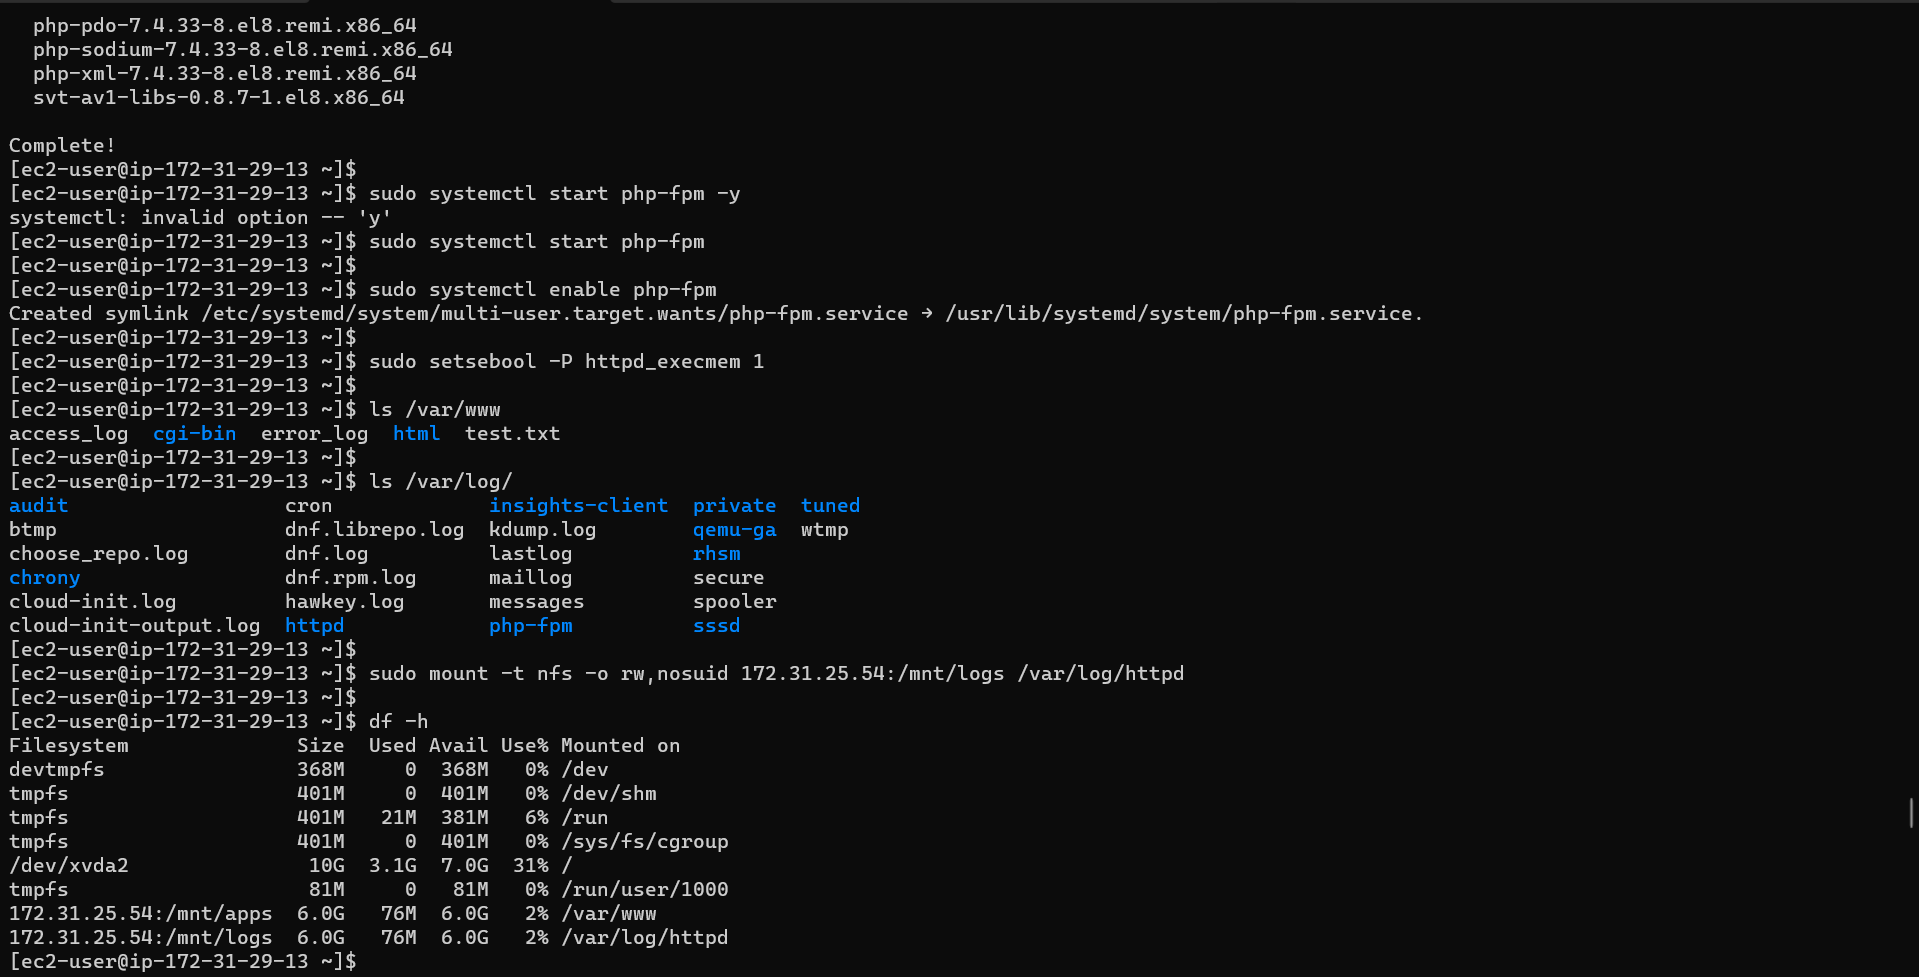 php-pdo-7.4.33-8.el8.remi.x86_64
php-sodium-7.4.33-8.el8.remi.x86_64
php-xml-7.4.33-8.el8.remi.x86_64
svt-av1-libs-0.8.7-1.el8.x86_64
Complete!
[ec2-user@ip-172-31-29-13 ~]$
[ec2-user@ip-172-31-29-13 ~]$ sudo systemctl start php-fpm -y
systemctl: invalid option -- 'y'
[ec2-user@ip-172-31-29-13 ~]$ sudo systemctl start php-fpm
[ec2-user@ip-172-31-29-13 ~]$
[ec2-user@ip-172-31-29-13 ~]$ sudo systemctl enable php-fpm
Created symlink /etc/systemd/system/multi-user.target.wants/php-fpm.service → /usr/lib/systemd/system/php-fpm.service.
[ec2-user@ip-172-31-29-13 ~]$
[ec2-user@ip-172-31-29-13 ~]$ sudo setsebool -P httpd_execmem 1
[ec2-user@ip-172-31-29-13 ~]$
[ec2-user@ip-172-31-29-13 ~]$ ls /var/www
access_log  cgi-bin  error_log  html  test.txt
[ec2-user@ip-172-31-29-13 ~]$
[ec2-user@ip-172-31-29-13 ~]$ ls /var/log/
audit                  cron             insights-client  private  tuned
btmp                   dnf.librepo.log  kdump.log        qemu-ga  wtmp
choose_repo.log        dnf.log          lastlog          rhsm
chrony                 dnf.rpm.log      maillog          secure
cloud-init.log         hawkey.log       messages         spooler
cloud-init-output.log  httpd            php-fpm          sssd
[ec2-user@ip-172-31-29-13 ~]$
[ec2-user@ip-172-31-29-13 ~]$ sudo mount -t nfs -o rw,nosuid 172.31.25.54:/mnt/logs /var/log/httpd
[ec2-user@ip-172-31-29-13 ~]$
[ec2-user@ip-172-31-29-13 ~]$ df -h
Filesystem              Size  Used Avail Use% Mounted on
devtmpfs                368M     0  368M   0% /dev
tmpfs                   401M     0  401M   0% /dev/shm
tmpfs                   401M   21M  381M   6% /run
tmpfs                   401M     0  401M   0% /sys/fs/cgroup
/dev/xvda2               10G  3.1G  7.0G  31% /
tmpfs                    81M     0   81M   0% /run/user/1000
172.31.25.54:/mnt/apps  6.0G   76M  6.0G   2% /var/www
172.31.25.54:/mnt/logs  6.0G   76M  6.0G   2% /var/log/httpd
[ec2-user@ip-172-31-29-13 ~]$